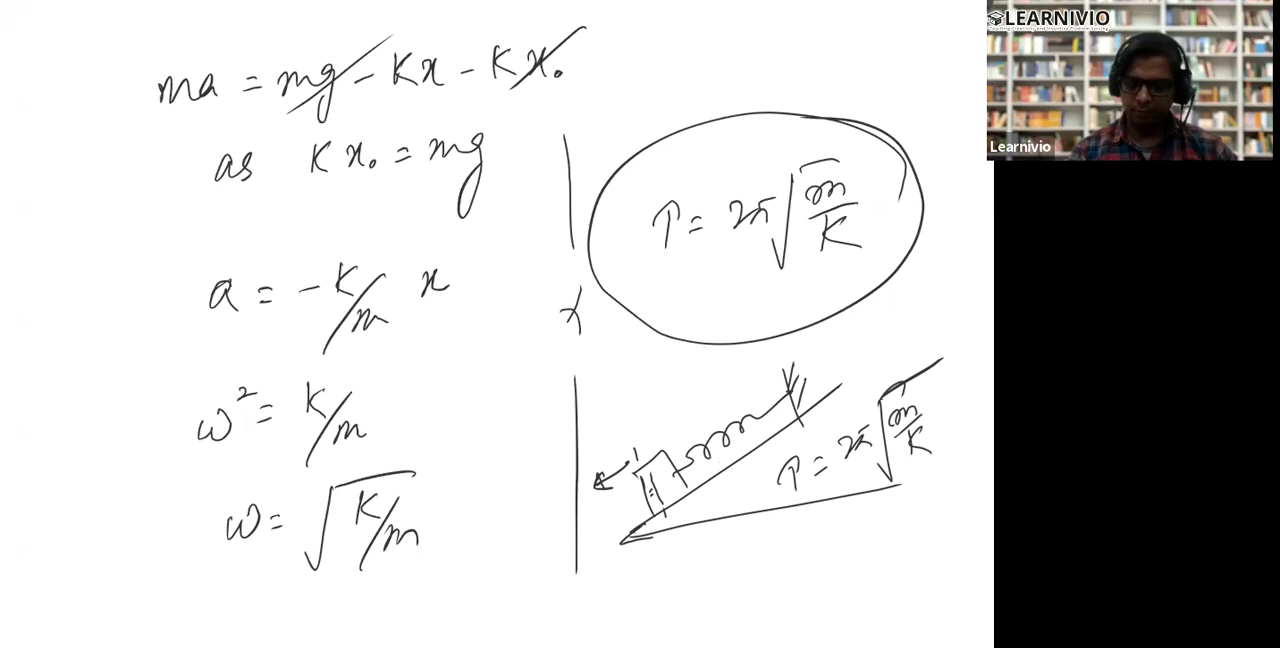 ma = mg - Kx - Kx₀
as Kx₀ = mg
a = -K/m x
ω² = K/m
ω = √K/m
T = 2π√m/K
T = 2π√m/K
LEARNIVIO
Learnivio